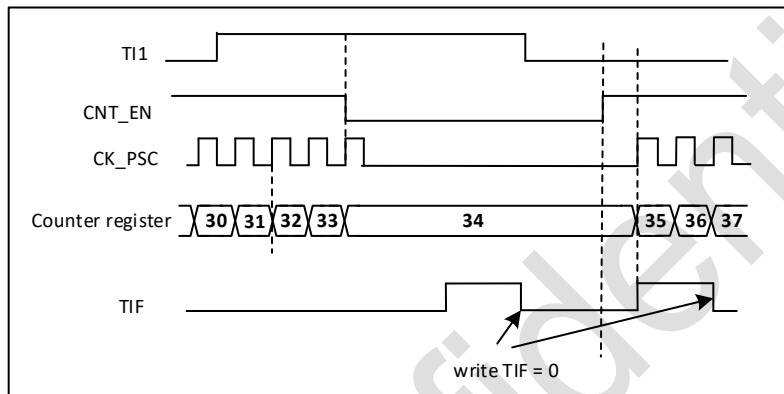 TI1
CNT_EN
CK_PSC
Counter register 30 31 32 33 34 35 36 37
TIF
write TIF = 0